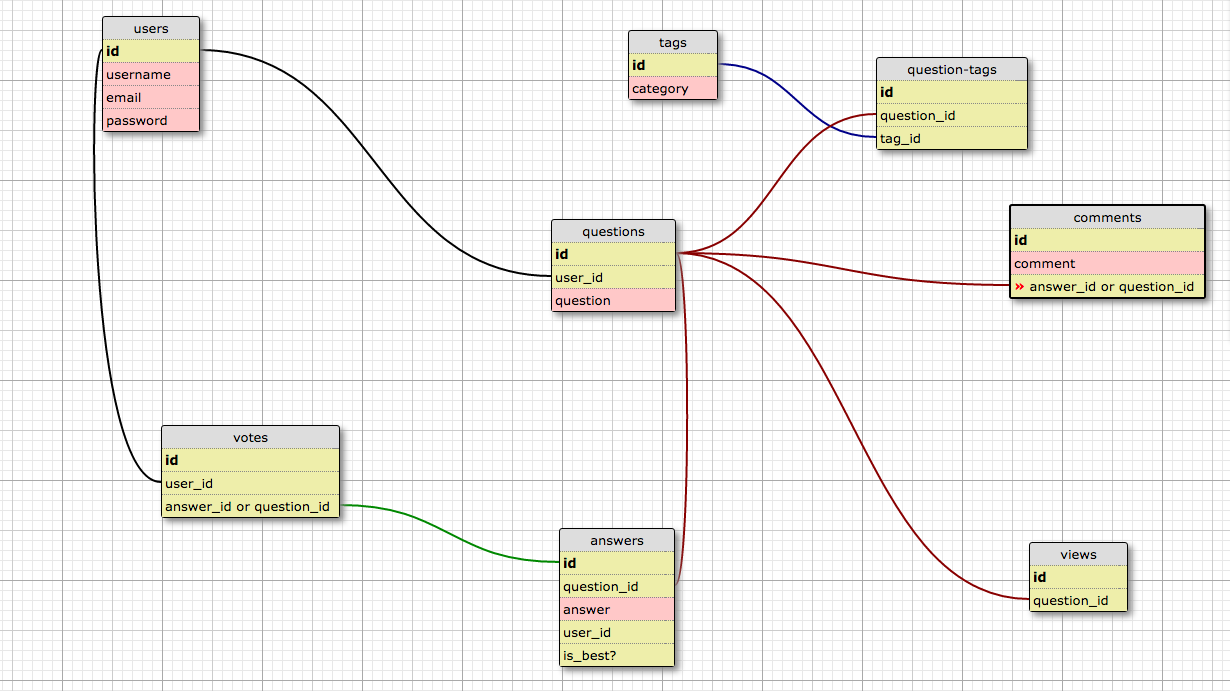 users
id
username
email
password
tags
id
category
question-tags
id
question_id
tag_id
comments
id
comment
» answer_id or question_id
questions
id
user_id
question
votes
id
user_id
answer_id or question_id
answers
id
question_id
answer
user_id
is_best?
views
id
question_id